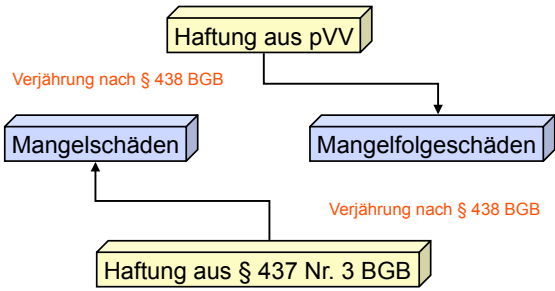 Haftung aus pVV
Verjährung nach § 438 BGB
Mangelschäden
Mangelfolgeschäden
Verjährung nach § 438 BGB
Haftung aus § 437 Nr. 3 BGB